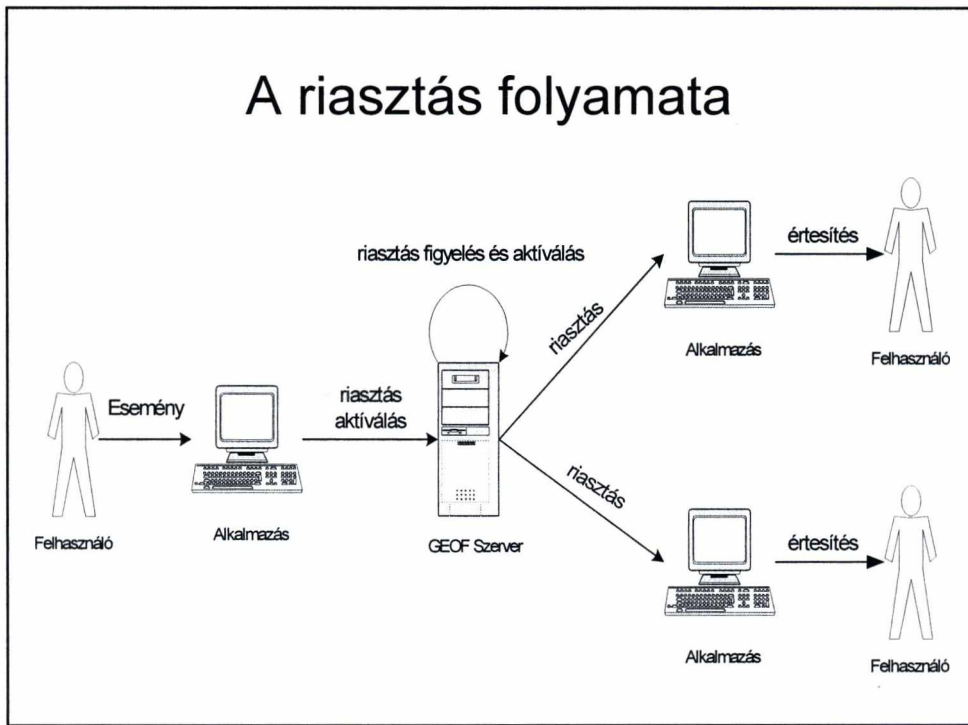 A riasztás folyamata
riasztás figyelés és aktíválás
Esemény
riasztás
aktíválás
riasztás
riasztás
értesítés
értesítés
Felhasználó
Alkalmazás
GEOF Szerver
Alkalmazás
Felhasználó
Alkalmazás
Felhasználó